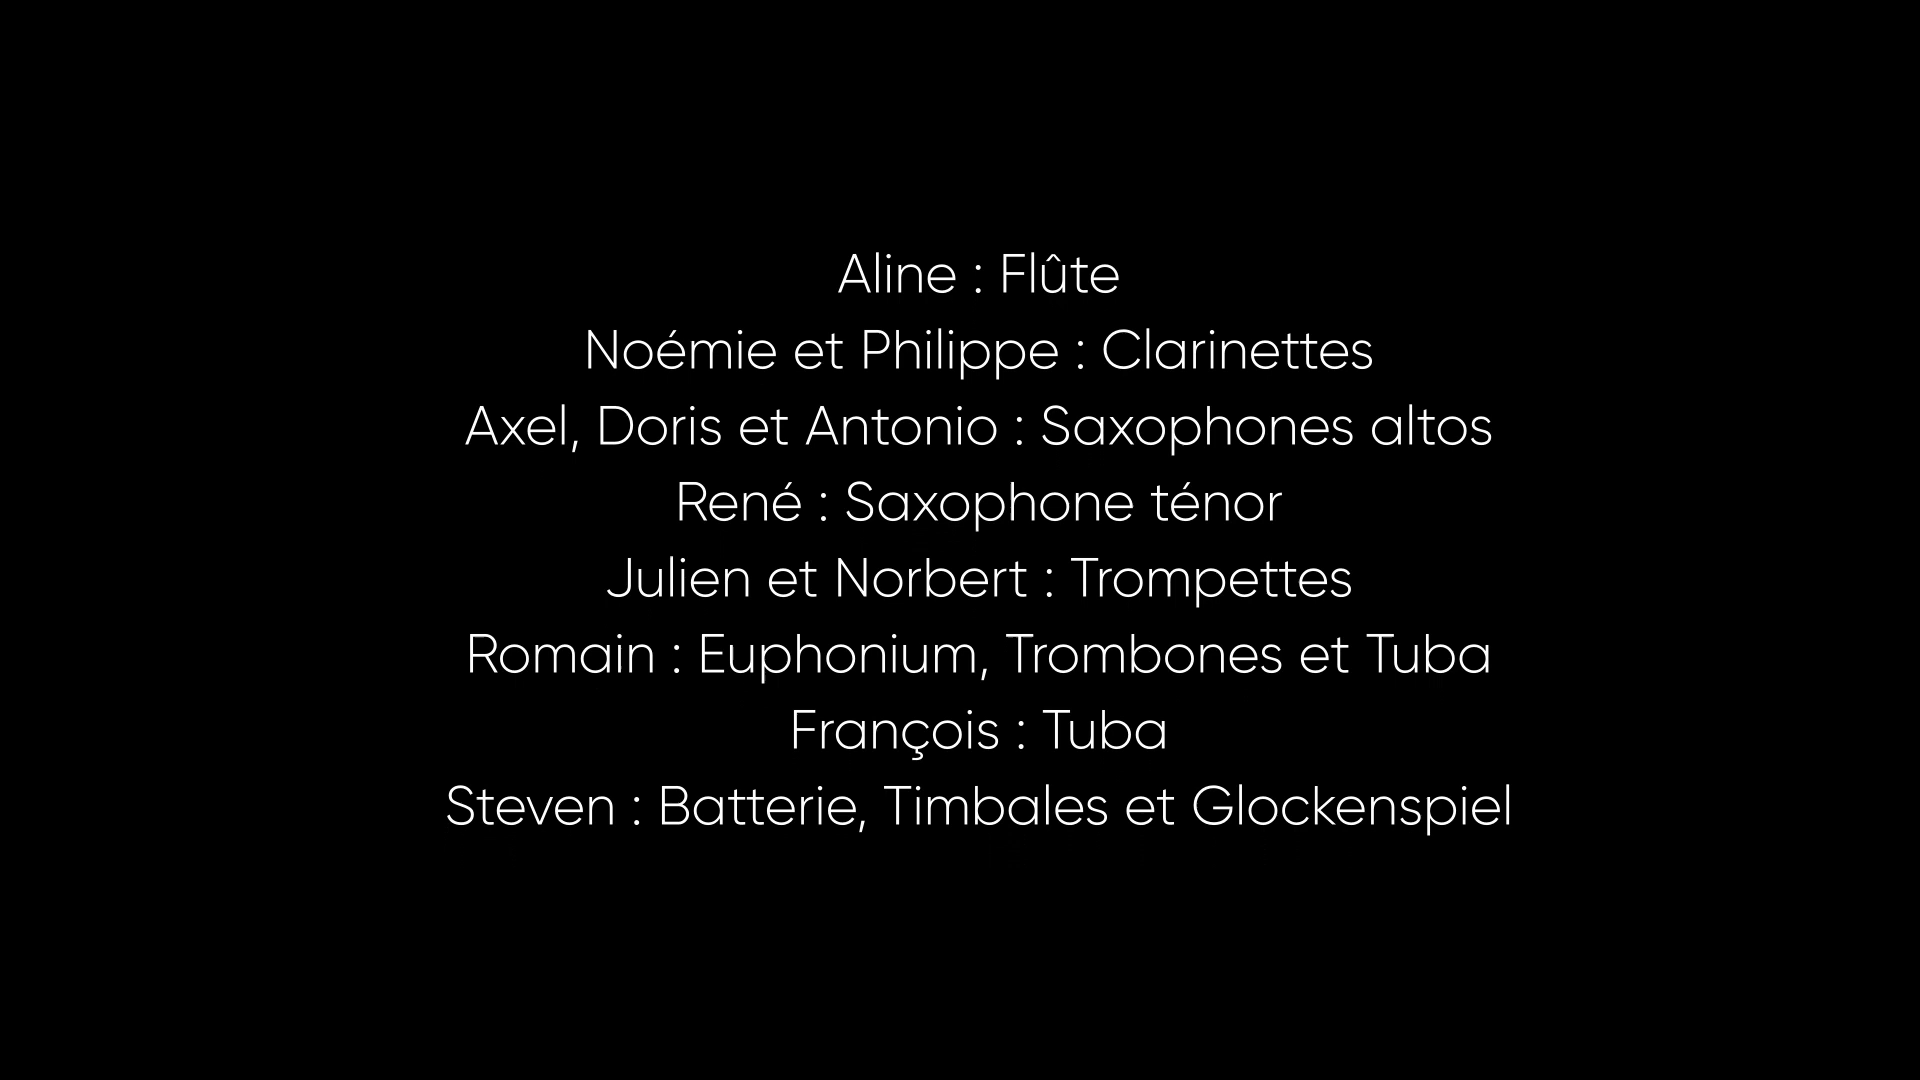 Aline : Flûte
Noémie et Philippe : Clarinettes
Axel, Doris et Antonio : Saxophones altos
René : Saxophone ténor
Julien et Norbert : Trompettes
Romain : Euphonium, Trombones et Tuba
François : Tuba
Steven : Batterie, Timbales et Glockenspiel